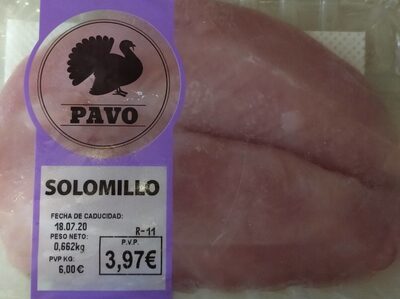 PAVO
SOLOMILLO
FECHA DE CADUCIDAD:
18.07.20 R-11
PESO NETO:
0,662kg
PVP KG:
6,00€
P.V.P.
3,97€